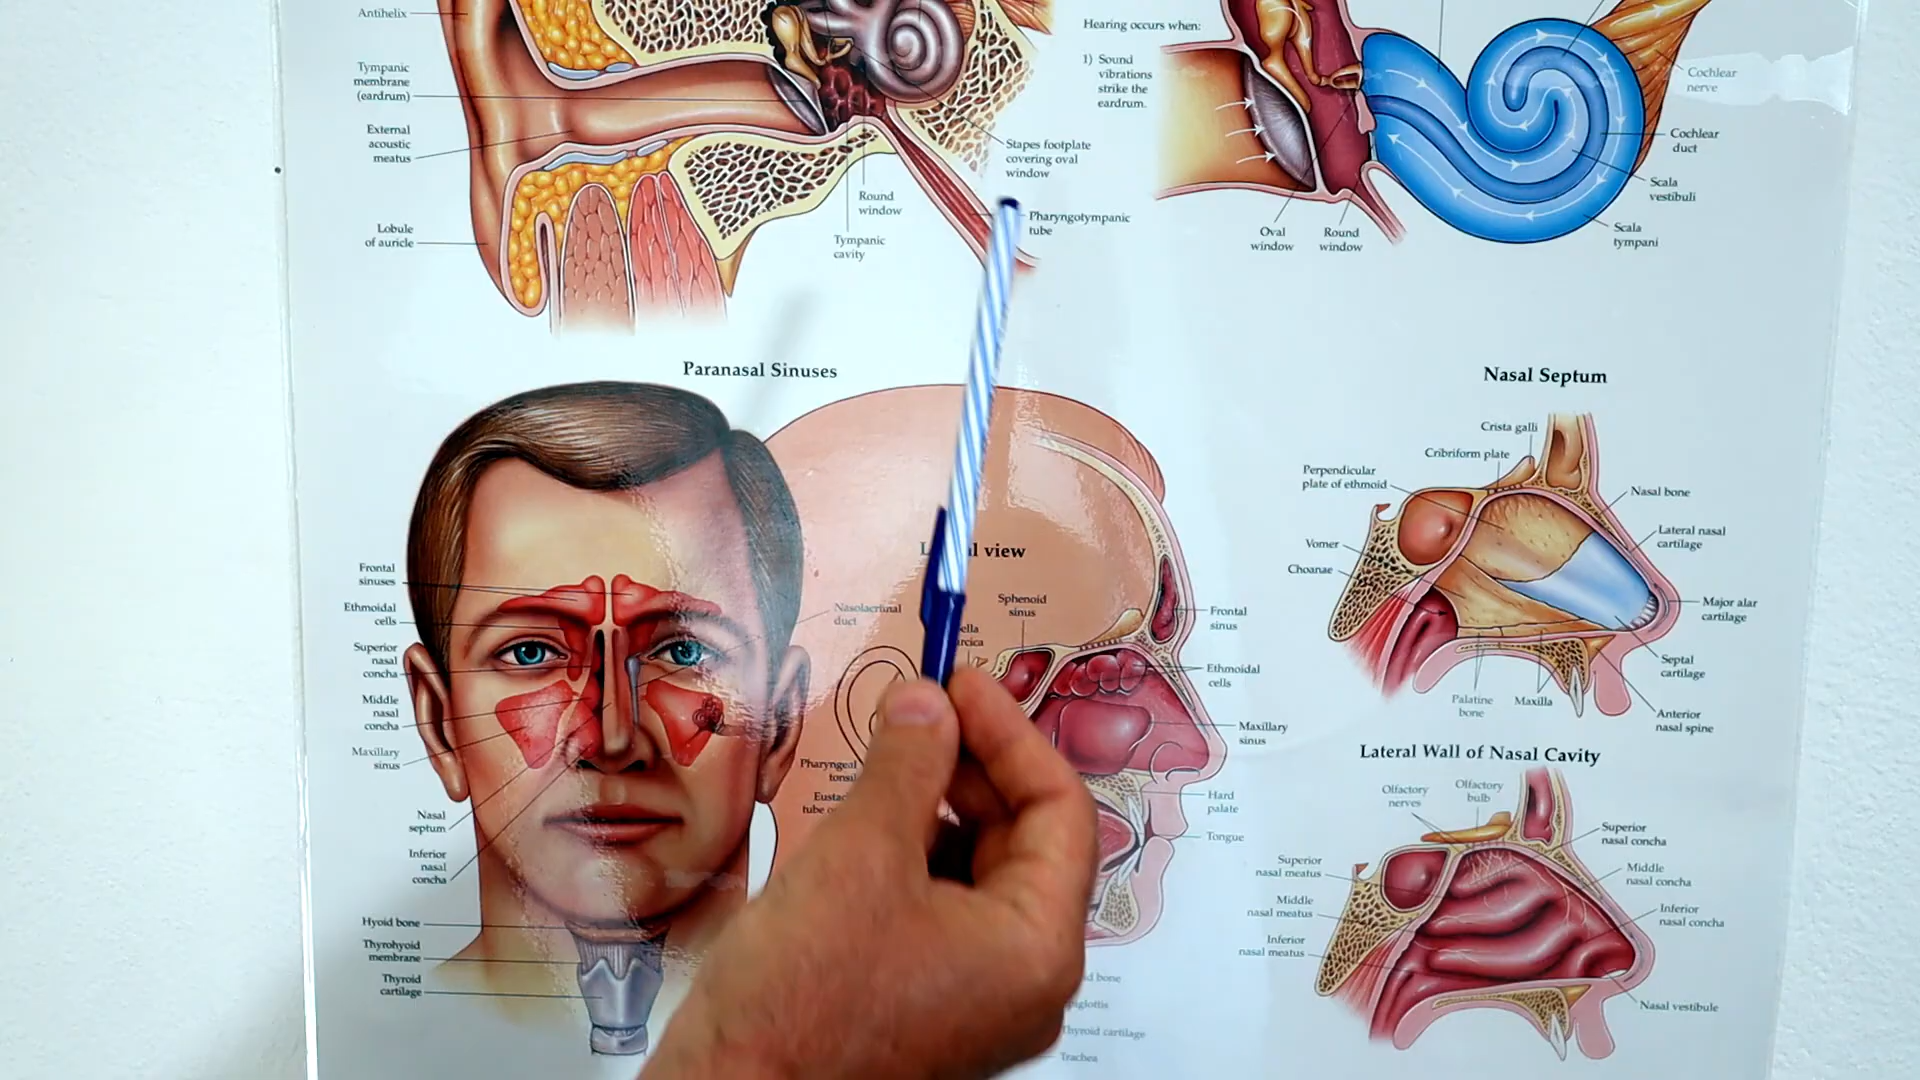 Antihelix
Tympanic
membrane
(eardrum)
External
acoustic
meatus
Lobule
of auricle
Round
window
Tympanic
cavity
Stapes footplate
covering oval
window
Pharyngotympanic
tube
Hearing occurs when:
1) Sound
vibrations
strike the
eardrum.
Oval
window
Round
window
Cochlear
nerve
Cochlear
duct
Scala
vestibuli
Scala
tympani
Paranasal Sinuses
Frontal
sinuses
Ethmoidal
cells
Superior
nasal
concha
Middle
nasal
concha
Maxillary
sinus
Nasal
septum
Inferior
nasal
concha
Hyoid bone
Thyrohyoid
membrane
Thyroid
cartilage
Nasolacrimal
duct
view
Sphenoid
sinus
Frontal
sinus
Ethmoidal
cells
Maxillary
sinus
Hard
palate
Tongue
Pharyngeal
tonsil
tube
bone
Thyroid cartilage
Trachea
Nasal Septum
Crista galli
Cribriform plate
Perpendicular
plate of ethmoid
Vomer
Choanae
Nasal bone
Lateral nasal
cartilage
Major alar
cartilage
Septal
cartilage
Anterior
nasal spine
Palatine
bone
Maxilla
Lateral Wall of Nasal Cavity
Olfactory
nerves
Olfactory
bulb
Superior
nasal meatus
Middle
nasal meatus
Inferior
nasal meatus
Superior
nasal concha
Middle
nasal concha
Inferior
nasal concha
Nasal vestibule